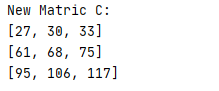 New Matric C:
[27, 30, 33]
[61, 68, 75]
[95, 106, 117]